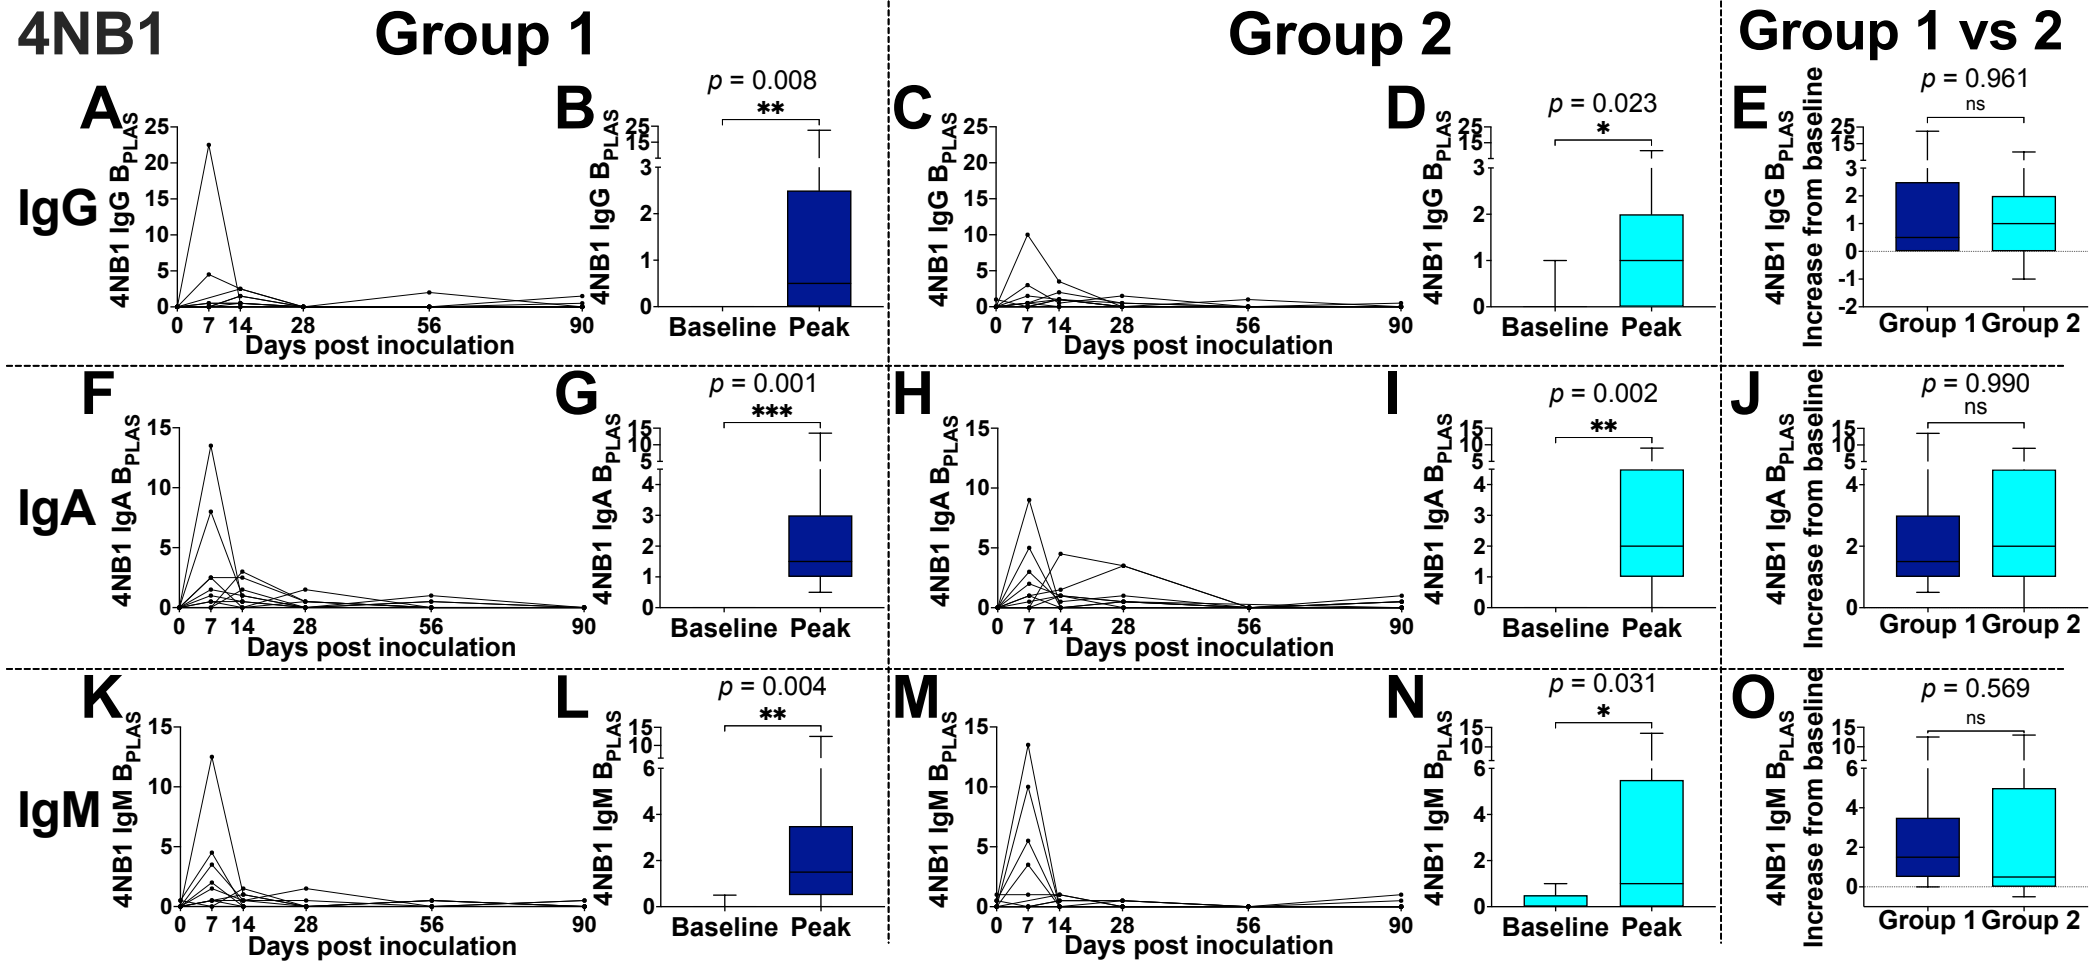 4NB1 Group 1 Group 2 Group 1 vs 2
IgG
A
4NB1 IgG BPLAS
25
20
15
10
5
0
0 7 14 28 56 90
Days post inoculation
B
p = 0.008
**
4NB1 IgG BPLAS
25
15
3
2
1
0
Baseline Peak
C
4NB1 IgG BPLAS
25
20
15
10
5
0
0 7 14 28 56 90
Days post inoculation
D
p = 0.023
*
4NB1 IgG BPLAS
25
15
3
2
1
0
Baseline Peak
E
p = 0.961
ns
4NB1 IgG BPLAS
Increase from baseline
25
15
3
2
1
0
-1
-2
Group 1 Group 2
IgA
F
4NB1 IgA BPLAS
15
10
5
0
0 7 14 28 56 90
Days post inoculation
G
p = 0.001
***
4NB1 IgA BPLAS
15
10
5
4
3
2
1
0
Baseline Peak
H
4NB1 IgA BPLAS
15
10
5
0
0 7 14 28 56 90
Days post inoculation
I
p = 0.002
**
4NB1 IgA BPLAS
15
10
5
4
3
2
1
0
Baseline Peak
J
p = 0.990
ns
4NB1 IgA BPLAS
Increase from baseline
15
10
5
4
2
0
Group 1 Group 2
IgM
K
4NB1 IgM BPLAS
15
10
5
0
0 7 14 28 56 90
Days post inoculation
L
p = 0.004
**
4NB1 IgM BPLAS
15
10
6
4
2
0
Baseline Peak
M
4NB1 IgM BPLAS
15
10
5
0
0 7 14 28 56 90
Days post inoculation
N
p = 0.031
*
4NB1 IgM BPLAS
15
10
6
4
2
0
Baseline Peak
O
p = 0.569
ns
4NB1 IgM BPLAS
Increase from baseline
15
10
6
4
2
0
Group 1 Group 2